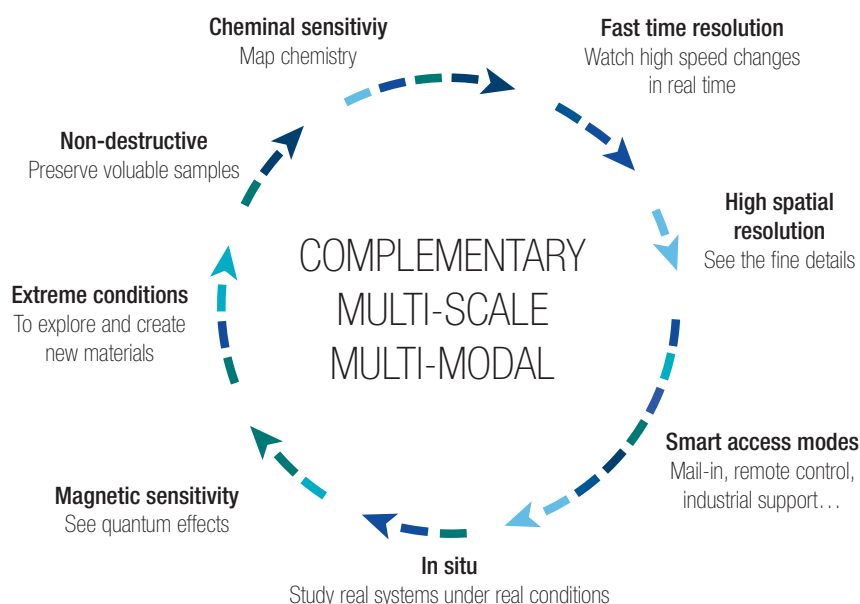 Cheminal sensitiviy
Map chemistry
Fast time resolution
Watch high speed changes
in real time
Non-destructive
Preserve voluable samples
High spatial
resolution
See the fine details
COMPLEMENTARY
MULTI-SCALE
MULTI-MODAL
Extreme conditions
To explore and create
new materials
Smart access modes
Mail-in, remote control,
industrial support…
Magnetic sensitivity
See quantum effects
In situ
Study real systems under real conditions